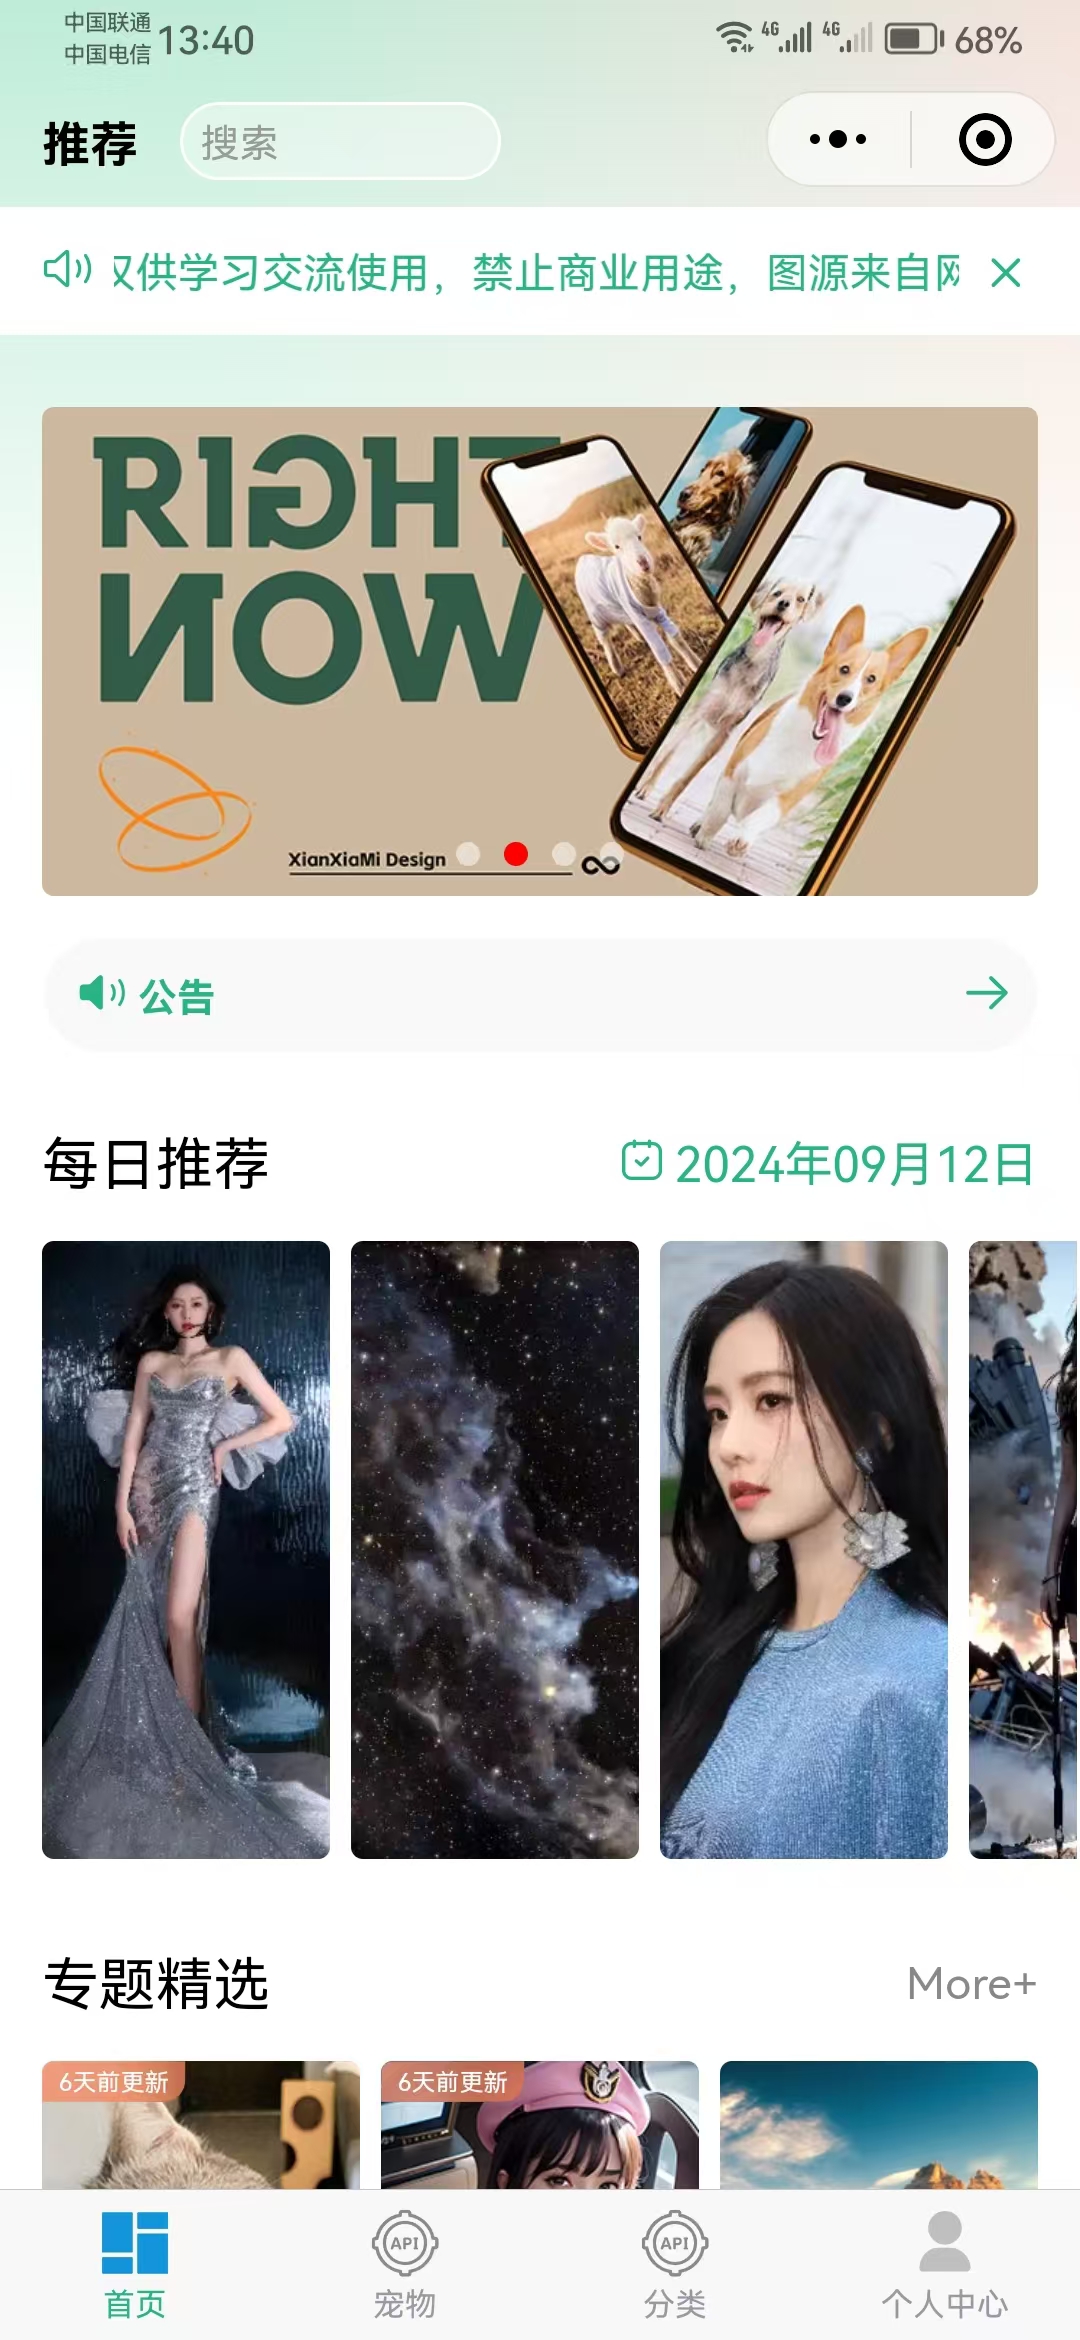 中国联通
中国电信
13:40
4G
4G
68%
推荐
搜索
供学习交流使用，禁止商业用途，图源来自网
RIGHT
NOW
XianXiaMi Design
公告
每日推荐
2024年09月12日
专题精选
More+
6天前更新
6天前更新
API
API
首页
宠物
分类
个人中心